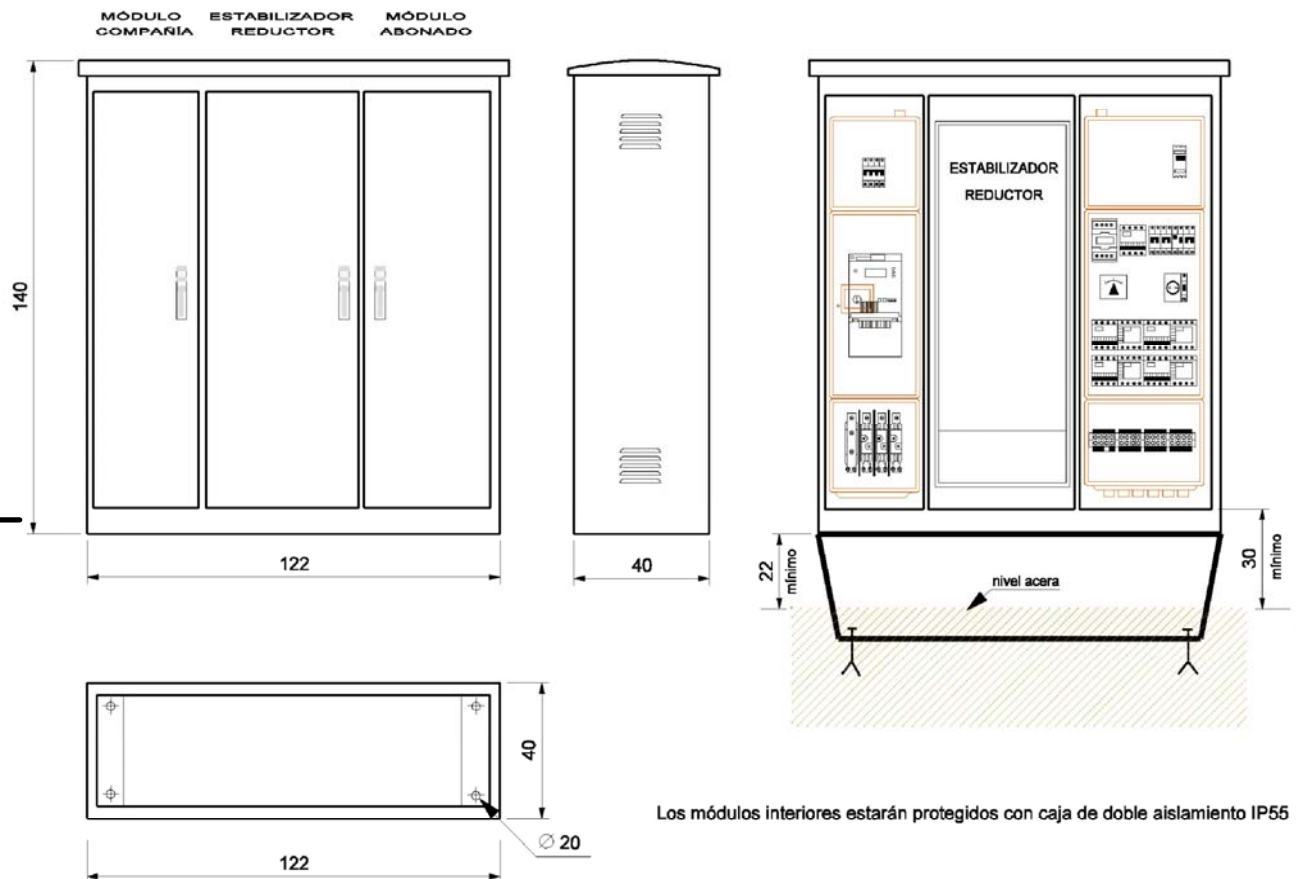 MÓDULO
COMPAÑÍA
ESTABILIZADOR
REDUCTOR
MÓDULO
ABONADO
140
122
40
ESTABILIZADOR
REDUCTOR
22
mínimo
30
mínimo
nivel acera
40
Ø 20
122
Los módulos interiores estarán protegidos con caja de doble aislamiento IP55